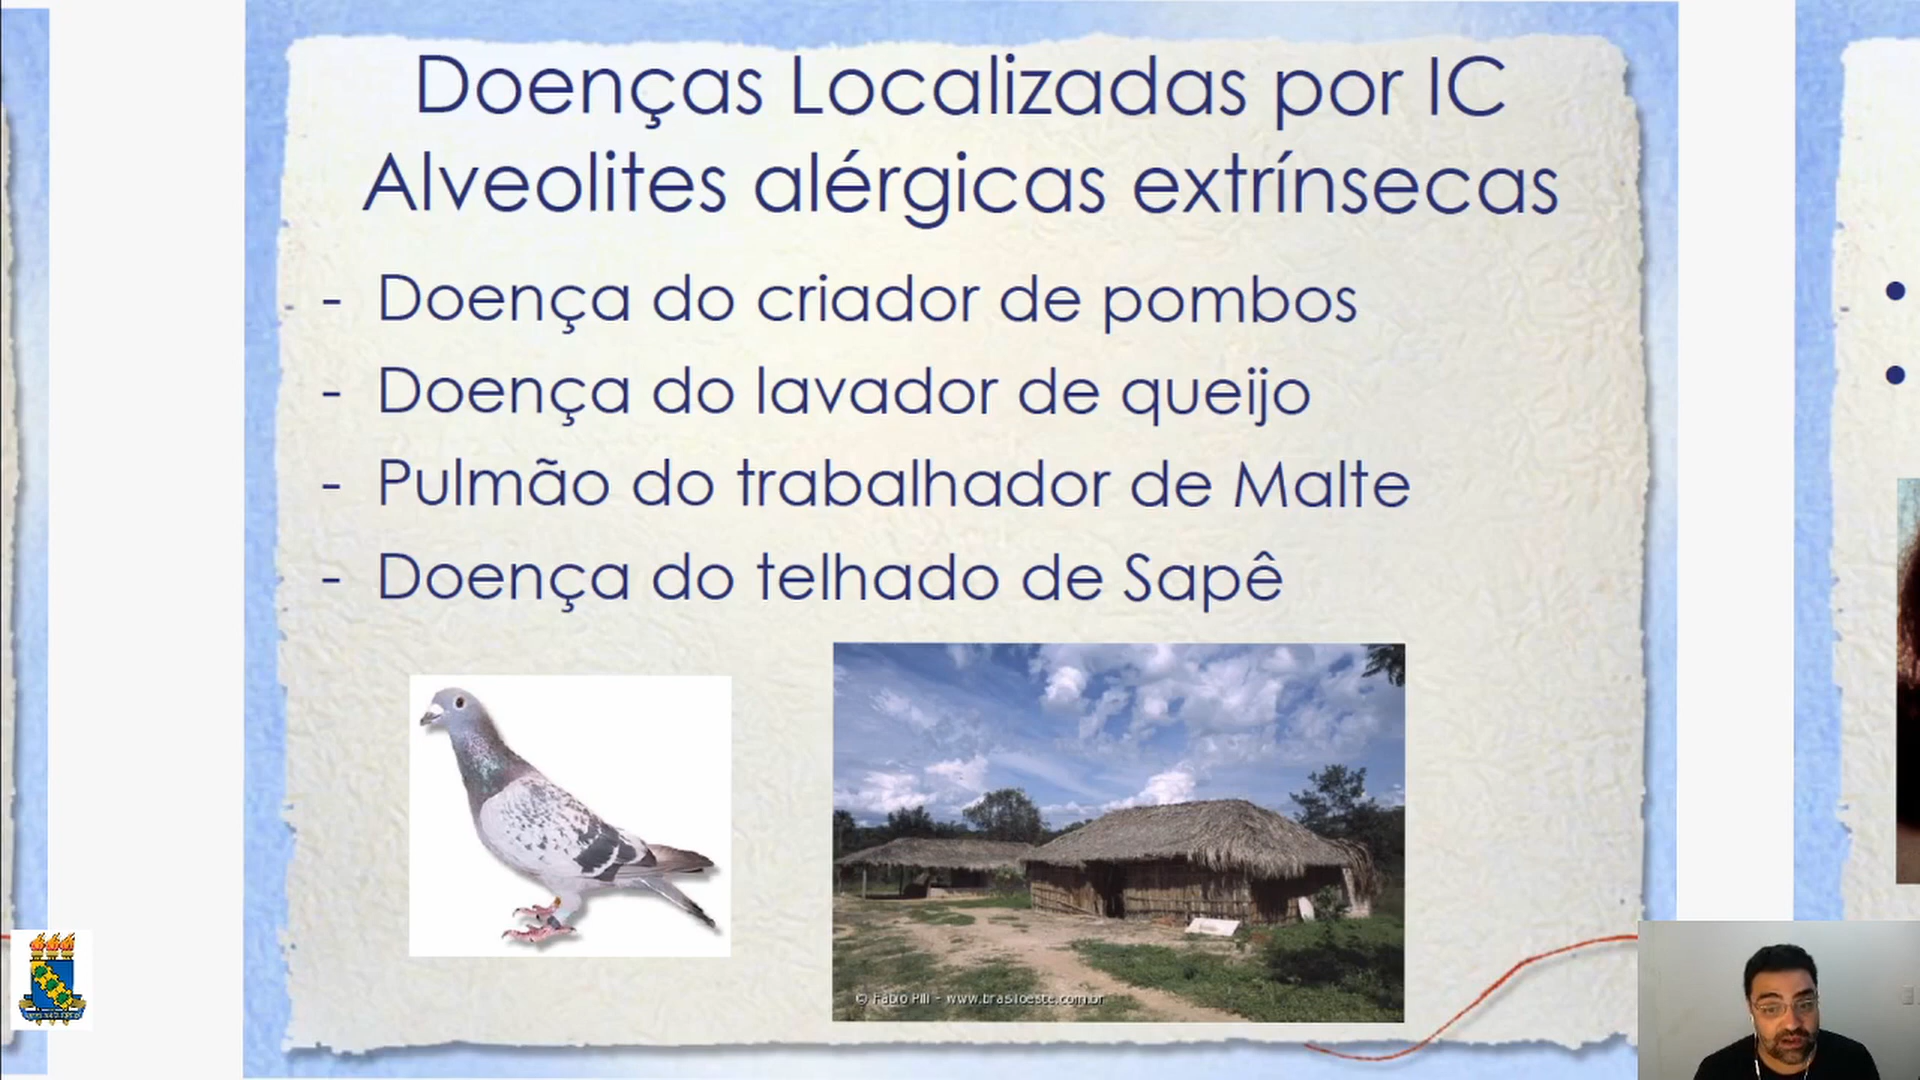 Doenças Localizadas por IC
Alveolites alérgicas extrínsecas
- Doença do criador de pombos
- Doença do lavador de queijo
- Pulmão do trabalhador de Malte
- Doença do telhado de Sapê
© Fabio Pili - www.brasiloeste.com.br